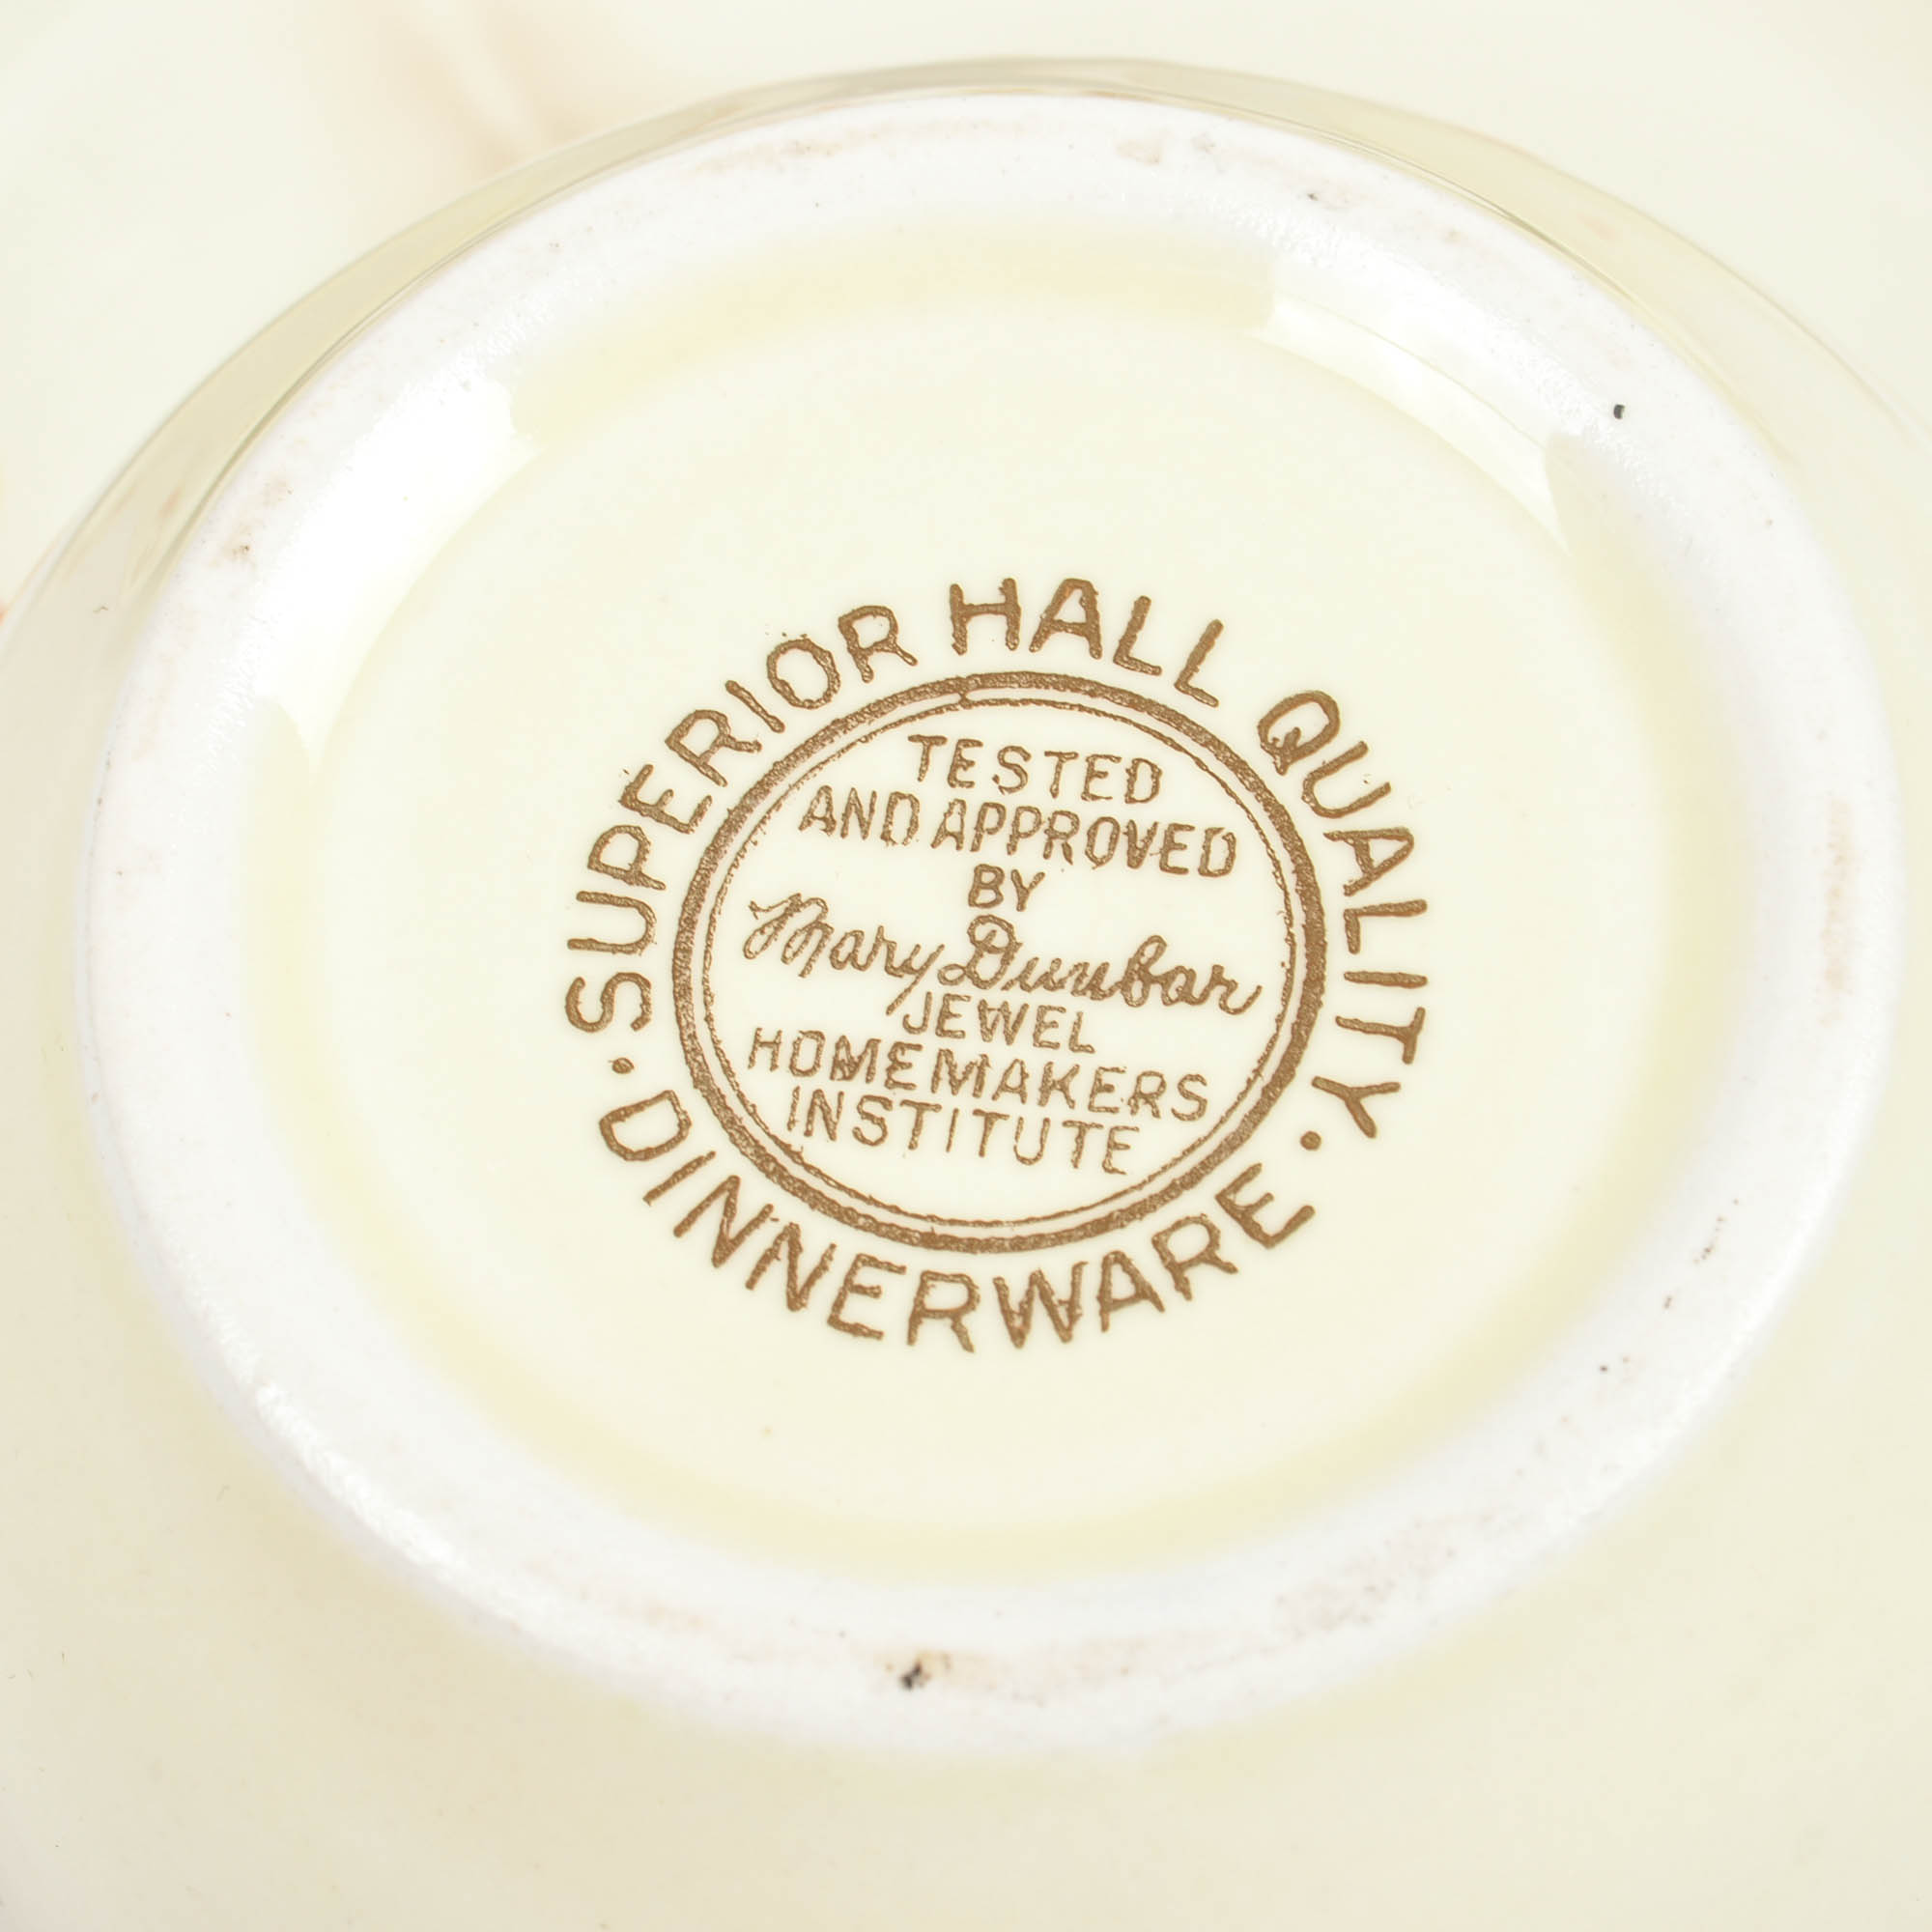 SUPERIOR HALL QUALITY
TESTED
AND APPROVED
BY
Mary Dunbar
JEWEL
HOMEMAKERS
INSTITUTE
· DINNERWARE ·